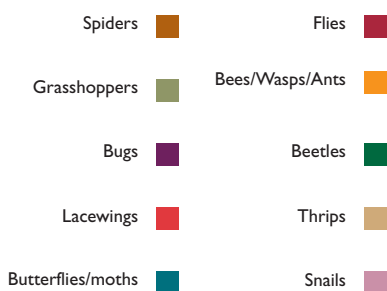 Spiders
Flies
Grasshoppers
Bees/Wasps/Ants
Bugs
Beetles
Lacewings
Thrips
Butterflies/moths
Snails